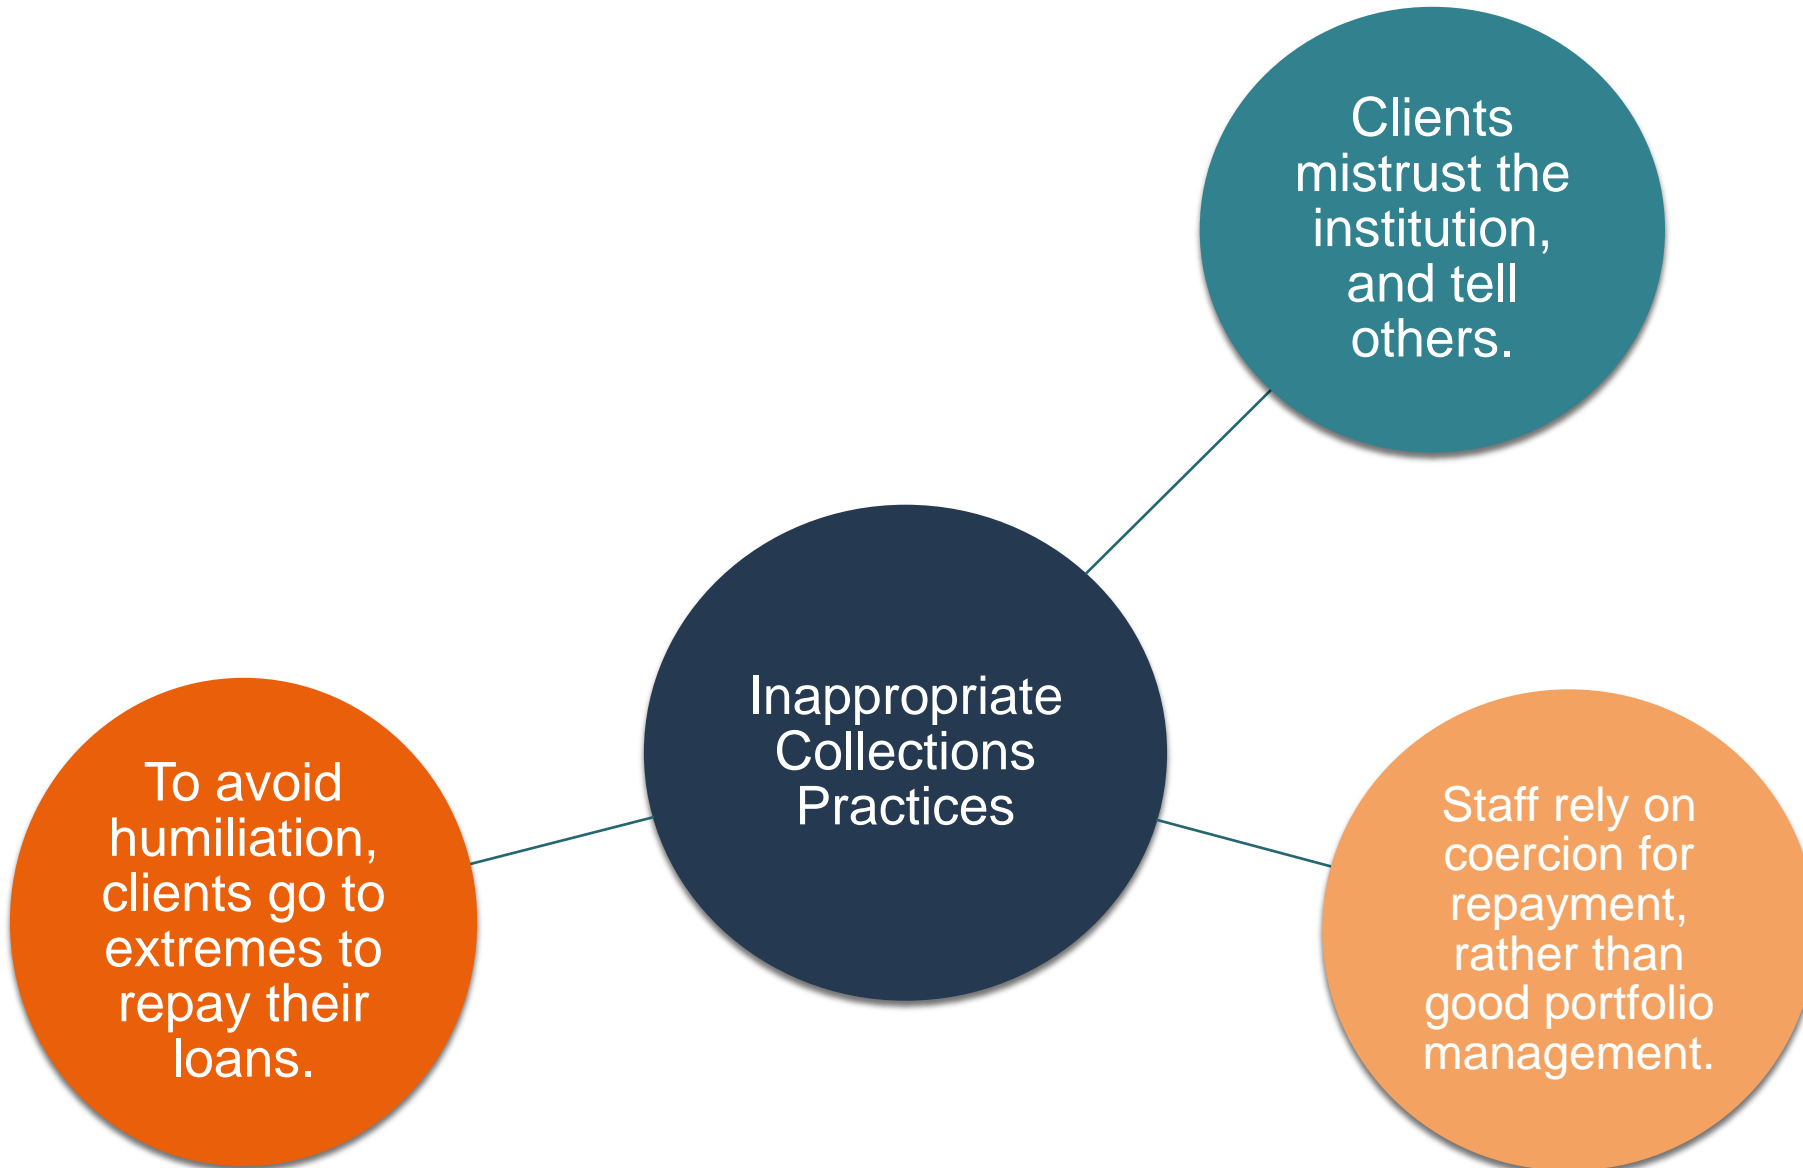 Clients
mistrust the
institution,
and tell
others.
Inappropriate
Collections
Practices
To avoid
humiliation,
clients go to
extremes to
repay their
loans.
Staff rely on
coercion for
repayment,
rather than
good portfolio
management.